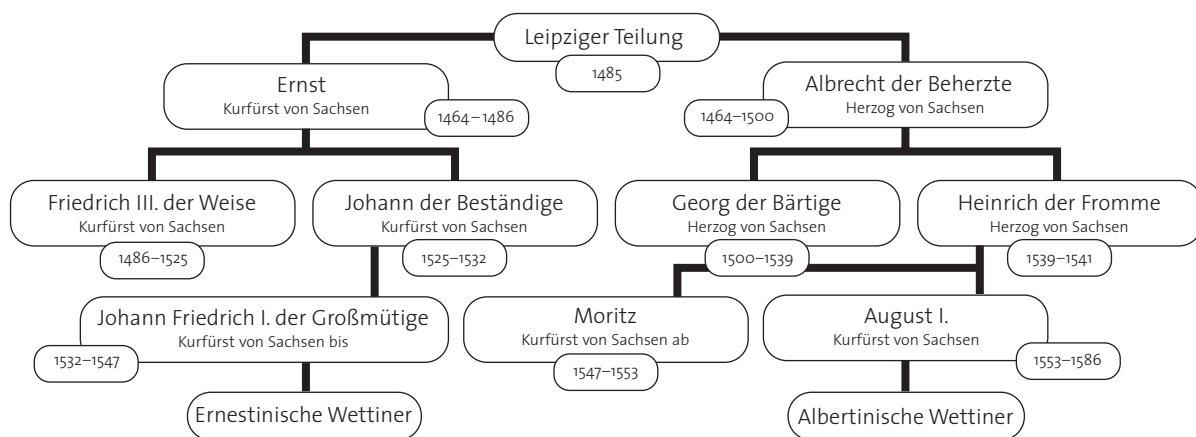 Leipziger Teilung
1485
Ernst
Kurfürst von Sachsen
1464–1486
Albrecht der Beherzte
Herzog von Sachsen
1464–1500
Friedrich III. der Weise
Kurfürst von Sachsen
1486–1525
Johann der Beständige
Kurfürst von Sachsen
1525–1532
Georg der Bärtige
Herzog von Sachsen
1500–1539
Heinrich der Fromme
Herzog von Sachsen
1539–1541
Johann Friedrich I. der Großmütige
Kurfürst von Sachsen bis
1532–1547
Moritz
Kurfürst von Sachsen ab
1547–1553
August I.
Kurfürst von Sachsen
1553–1586
Ernestinische Wettiner
Albertinische Wettiner